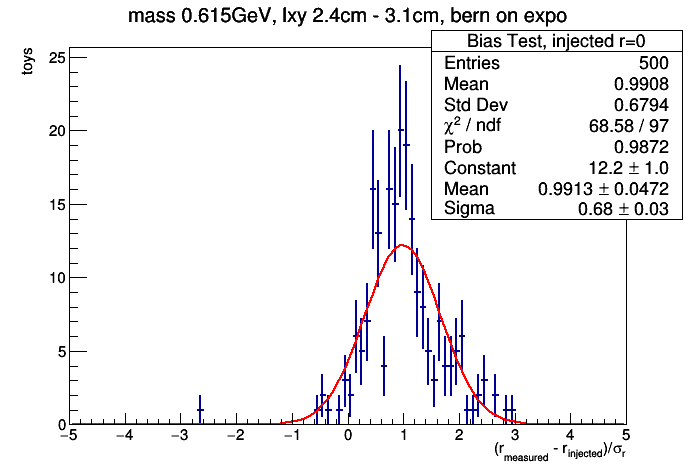 mass 0.615GeV, lxy 2.4cm - 3.1cm, bern on expo
Bias Test, injected r=0
Entries 500
Mean 0.9908
Std Dev 0.6794
χ² / ndf 68.58 / 97
Prob 0.9872
Constant 12.2 ± 1.0
Mean 0.9913 ± 0.0472
Sigma 0.68 ± 0.03
toys
25
20
15
10
5
0
−5 −4 −3 −2 −1 0 1 2 3 4 5
(r_measured - r_injected)/σ_r